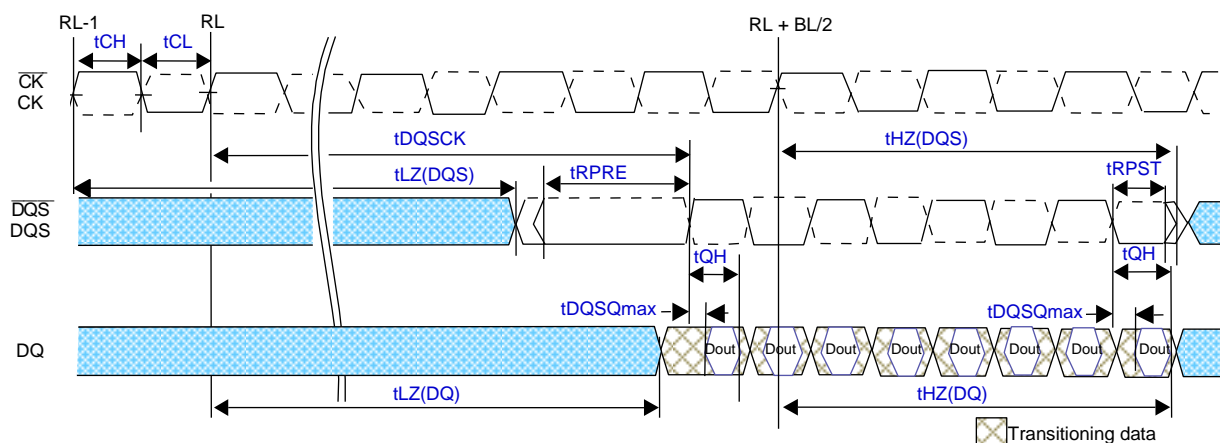 RL-1
RL
RL + BL/2
tCH
tCL
CK
CK
tDQSCK
tHZ(DQS)
tLZ(DQS)
tRPRE
tRPST
DQS
DQS
tQH
tQH
tDQSQmax
tDQSQmax
DQ
Dout
Dout
Dout
Dout
Dout
Dout
Dout
Dout
tLZ(DQ)
tHZ(DQ)
Transitioning data